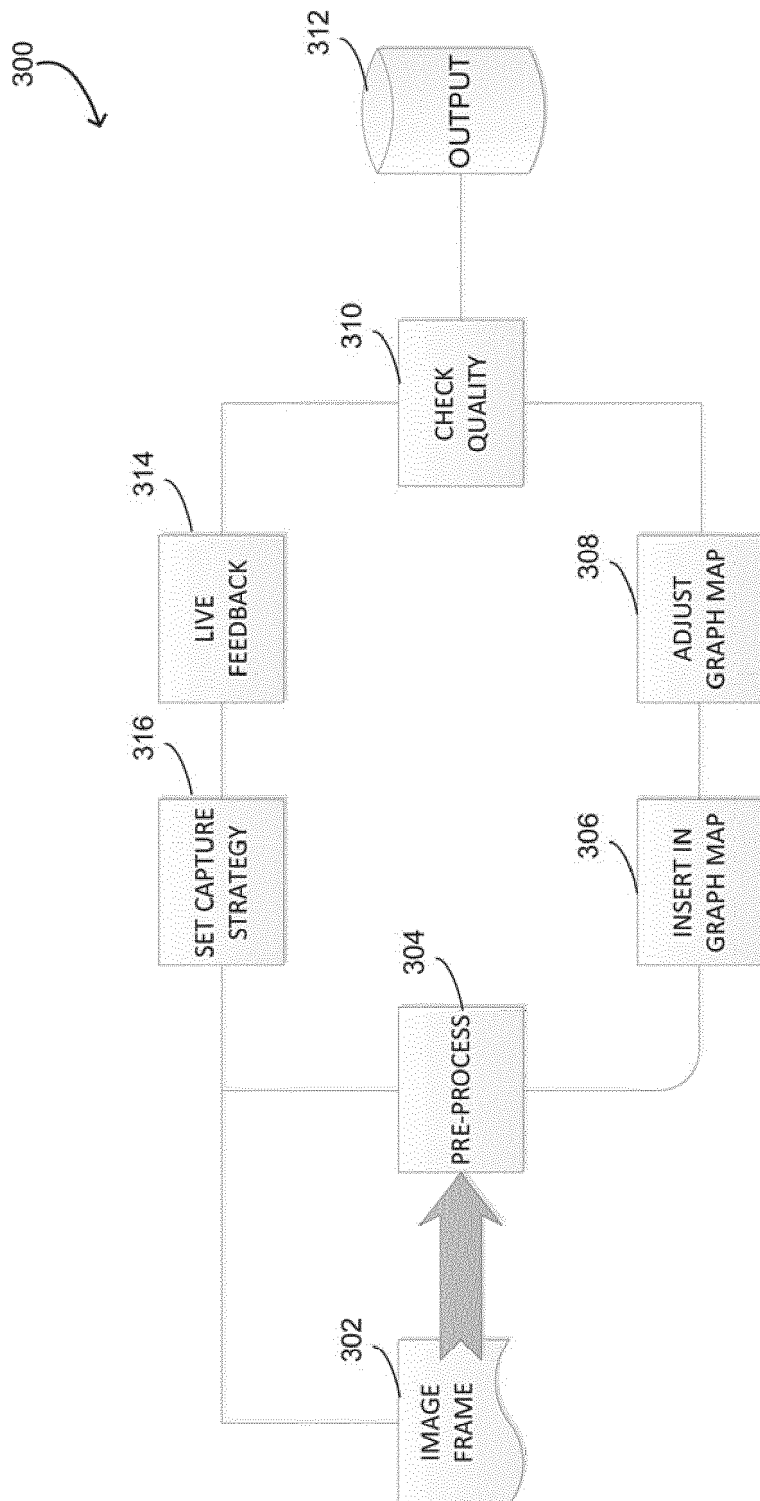 300
302
IMAGE
FRAME
304
PRE-PROCESS
316
SET CAPTURE
STRATEGY
314
LIVE
FEEDBACK
306
INSERT IN
GRAPH MAP
308
ADJUST
GRAPH MAP
310
CHECK
QUALITY
312
OUTPUT